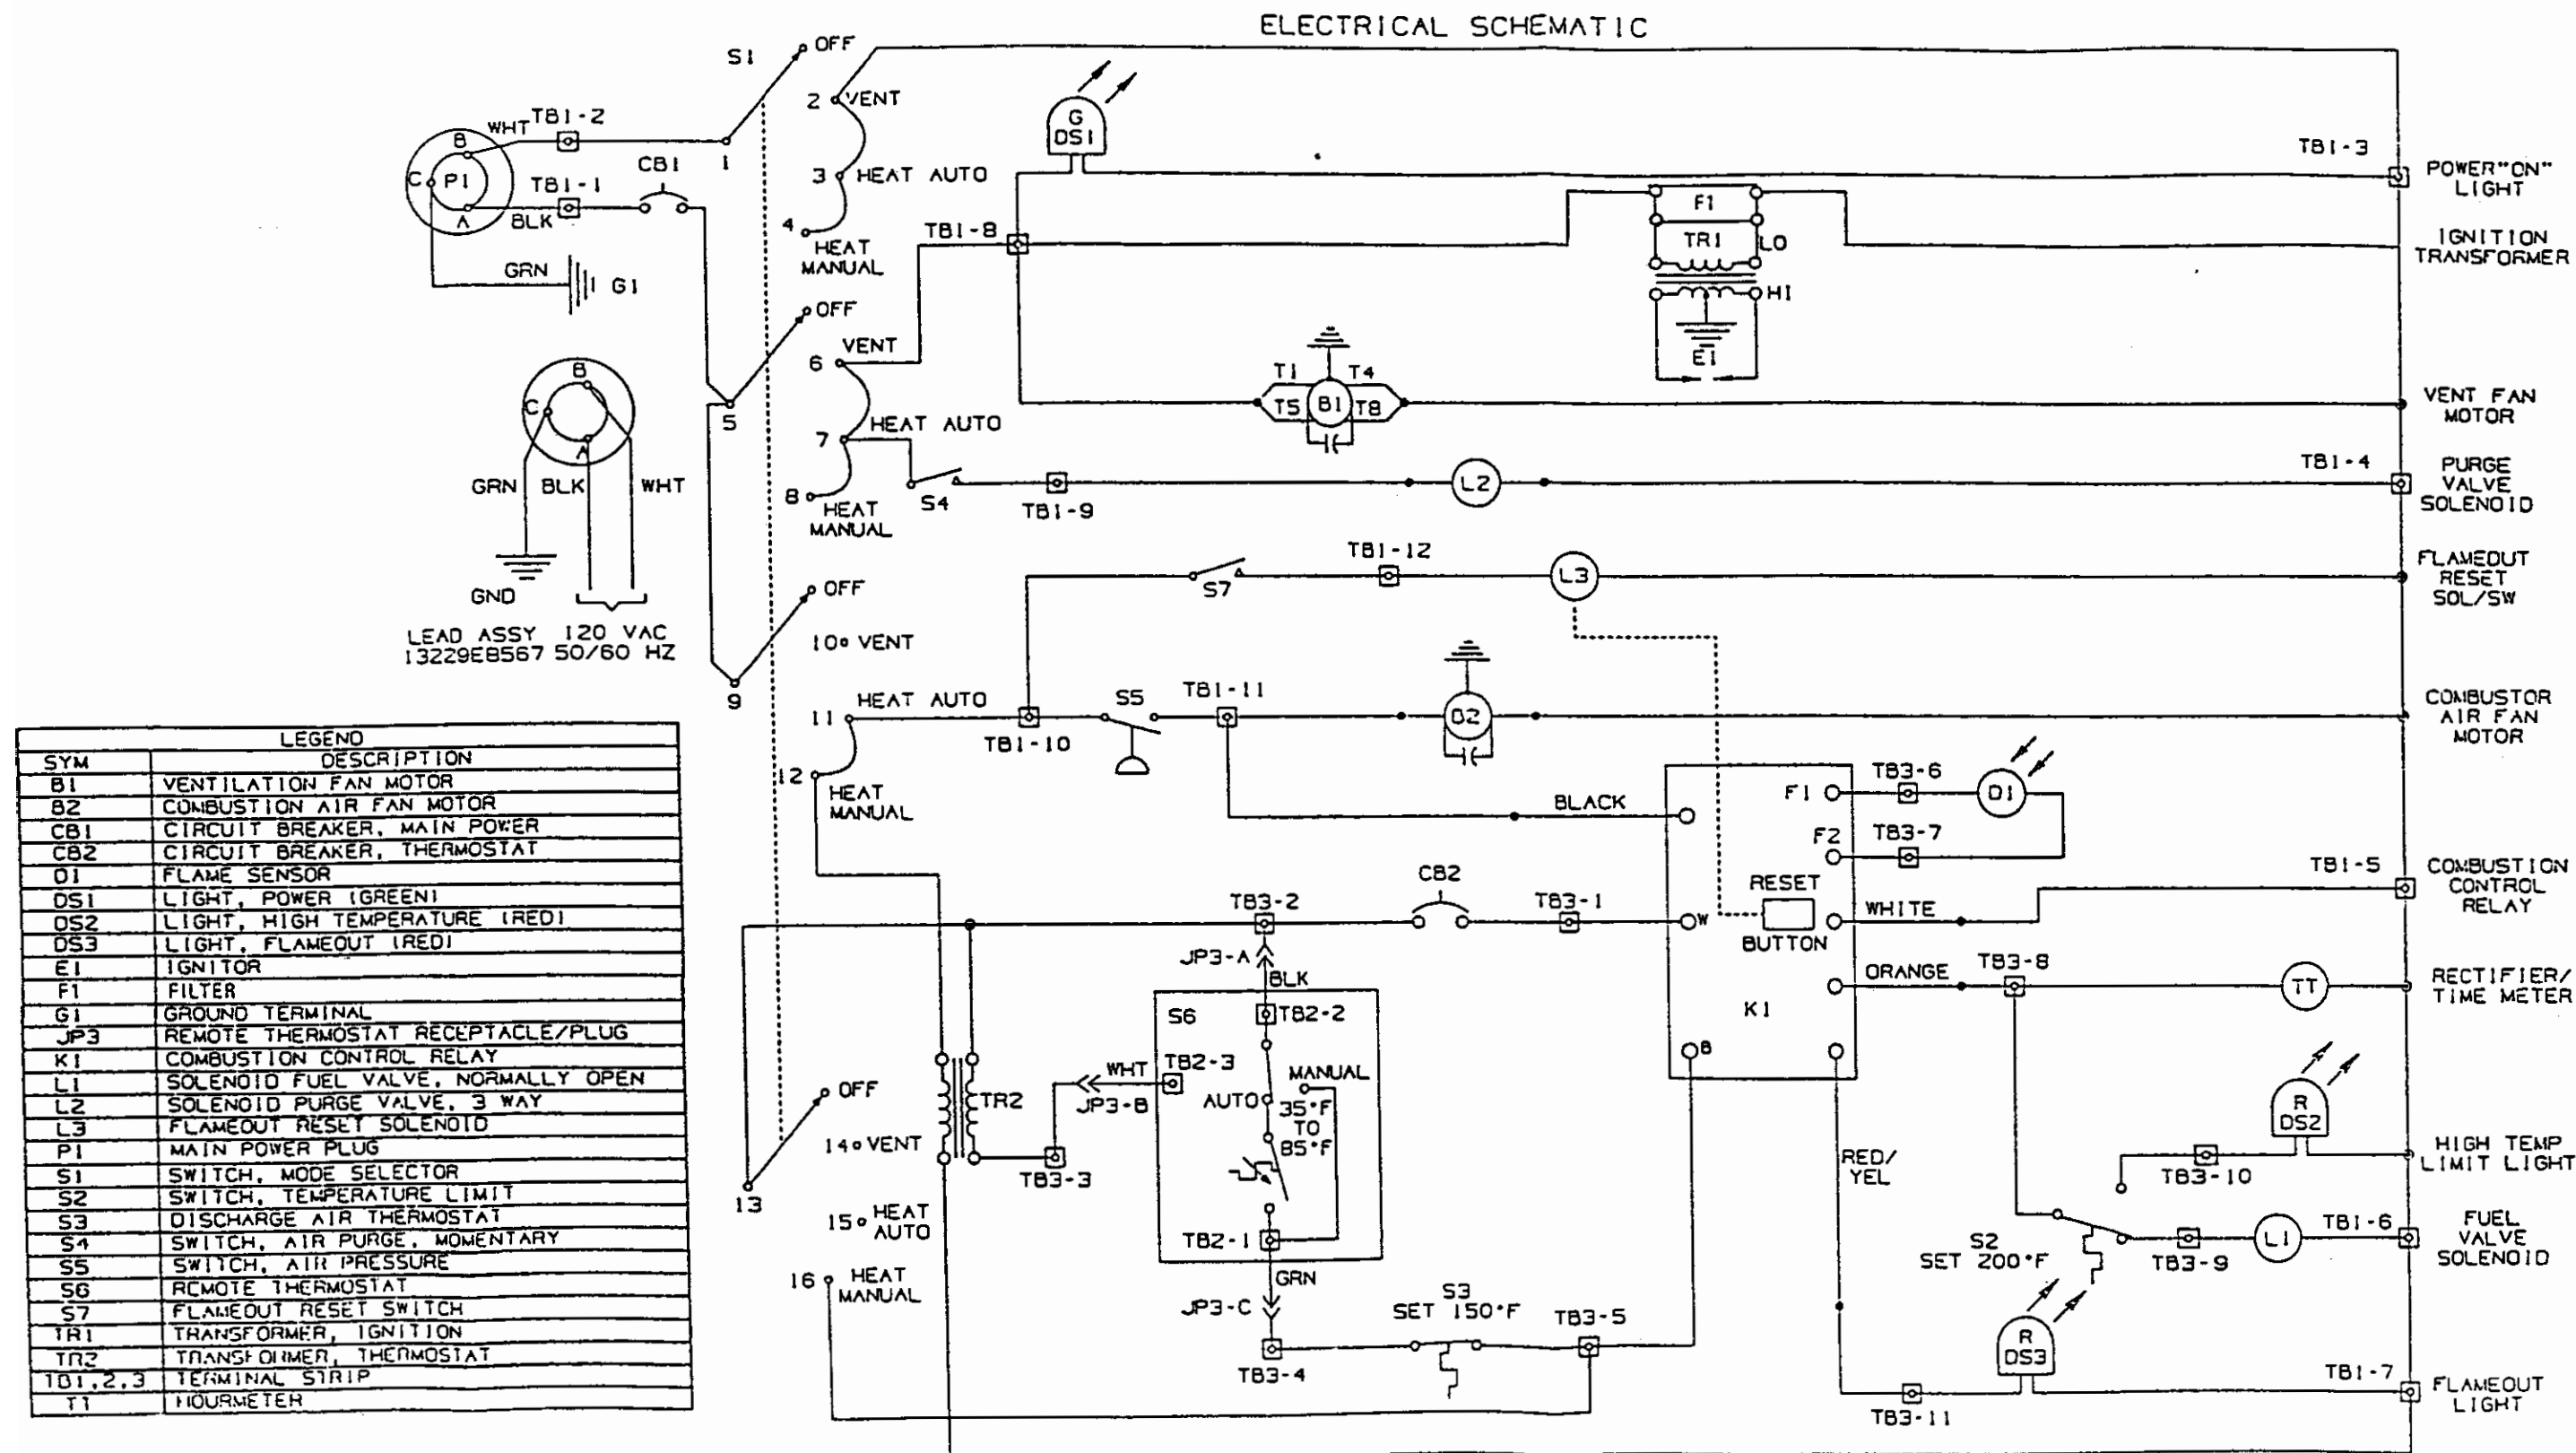 ELECTRICAL SCHEMATIC
S1
OFF
2
VENT
3
HEAT AUTO
4
HEAT
MANUAL
1
WHT
TB1-2
B
C
P1
A
TB1-1
BLK
CB1
GRN
G1
G
DS1
TB1-3
POWER"ON"
LIGHT
F1
TR1
LO
HI
E1
TB1-8
IGNITION
TRANSFORMER
OFF
6
VENT
7
HEAT AUTO
8
HEAT
MANUAL
5
T1
T4
T5
B1
T8
VENT FAN
MOTOR
B
C
A
GRN
BLK
WHT
GND
LEAD ASSY 120 VAC
13229E8567 50/60 HZ
S4
TB1-9
L2
TB1-4
PURGE
VALVE
SOLENOID
S7
TB1-12
L3
FLAMEOUT
RESET
SOL/SW
OFF
10
VENT
9
11
HEAT AUTO
12
HEAT
MANUAL
TB1-10
S5
TB1-11
B2
COMBUSTOR
AIR FAN
MOTOR
BLACK
F1
TB3-6
D1
F2
TB3-7
RESET
BUTTON
W
WHITE
TB1-5
COMBUSTION
CONTROL
RELAY
ORANGE
TB3-8
TT
RECTIFIER/
TIME METER
K1
B
TB3-2
CB2
TB3-1
JP3-A
BLK
S6
TB2-2
WHT
TB2-3
JP3-B
MANUAL
AUTO
35°F
TO
85°F
TR2
TB3-3
TB2-1
GRN
JP3-C
TB3-4
S3
SET 150°F
TB3-5
OFF
14
VENT
13
15
HEAT
AUTO
16
HEAT
MANUAL
RED/
YEL
R
DS2
TB3-10
HIGH TEMP
LIMIT LIGHT
S2
SET 200°F
TB3-9
L1
TB1-6
FUEL
VALVE
SOLENOID
R
DS3
TB3-11
TB1-7
FLAMEOUT
LIGHT
LEGEND
SYM DESCRIPTION
B1 VENTILATION FAN MOTOR
B2 COMBUSTION AIR FAN MOTOR
CB1 CIRCUIT BREAKER, MAIN POWER
CB2 CIRCUIT BREAKER, THERMOSTAT
D1 FLAME SENSOR
DS1 LIGHT, POWER (GREEN)
DS2 LIGHT, HIGH TEMPERATURE (RED)
DS3 LIGHT, FLAMEOUT (RED)
E1 IGNITOR
F1 FILTER
G1 GROUND TERMINAL
JP3 REMOTE THERMOSTAT RECEPTACLE/PLUG
K1 COMBUSTION CONTROL RELAY
L1 SOLENOID FUEL VALVE, NORMALLY OPEN
L2 SOLENOID PURGE VALVE, 3 WAY
L3 FLAMEOUT RESET SOLENOID
P1 MAIN POWER PLUG
S1 SWITCH, MODE SELECTOR
S2 SWITCH, TEMPERATURE LIMIT
S3 DISCHARGE AIR THERMOSTAT
S4 SWITCH, AIR PURGE, MOMENTARY
S5 SWITCH, AIR PRESSURE
S6 REMOTE THERMOSTAT
S7 FLAMEOUT RESET SWITCH
TR1 TRANSFORMER, IGNITION
TR2 TRANSFORMER, THERMOSTAT
TB1,2,3 TERMINAL STRIP
TT HOURMETER